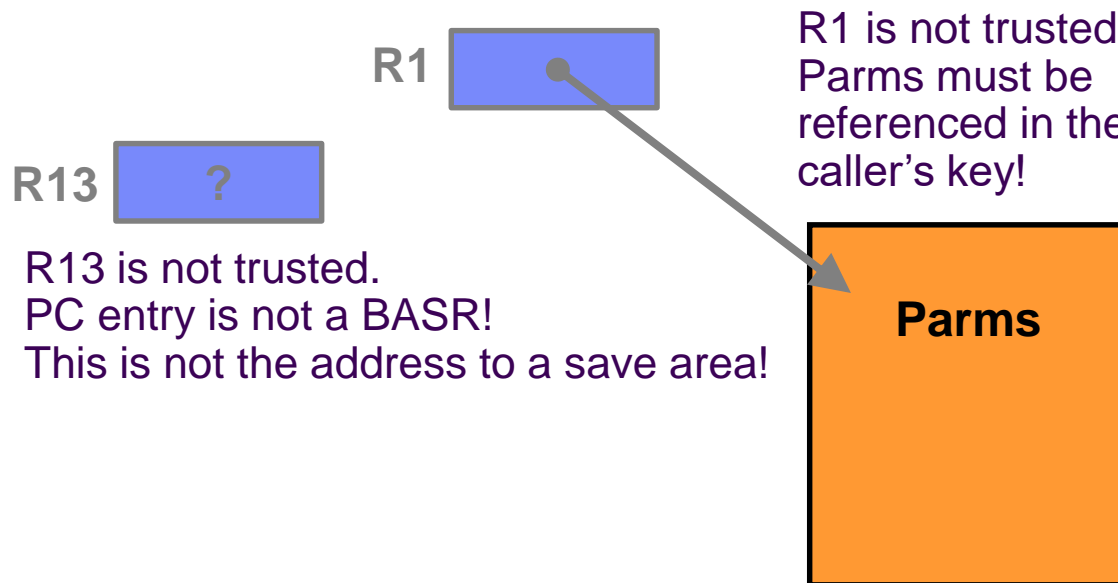 R1
R1 is not trusted
Parms must be
referenced in the
caller's key!
R13
?
R13 is not trusted.
PC entry is not a BASR!
This is not the address to a save area!
Parms